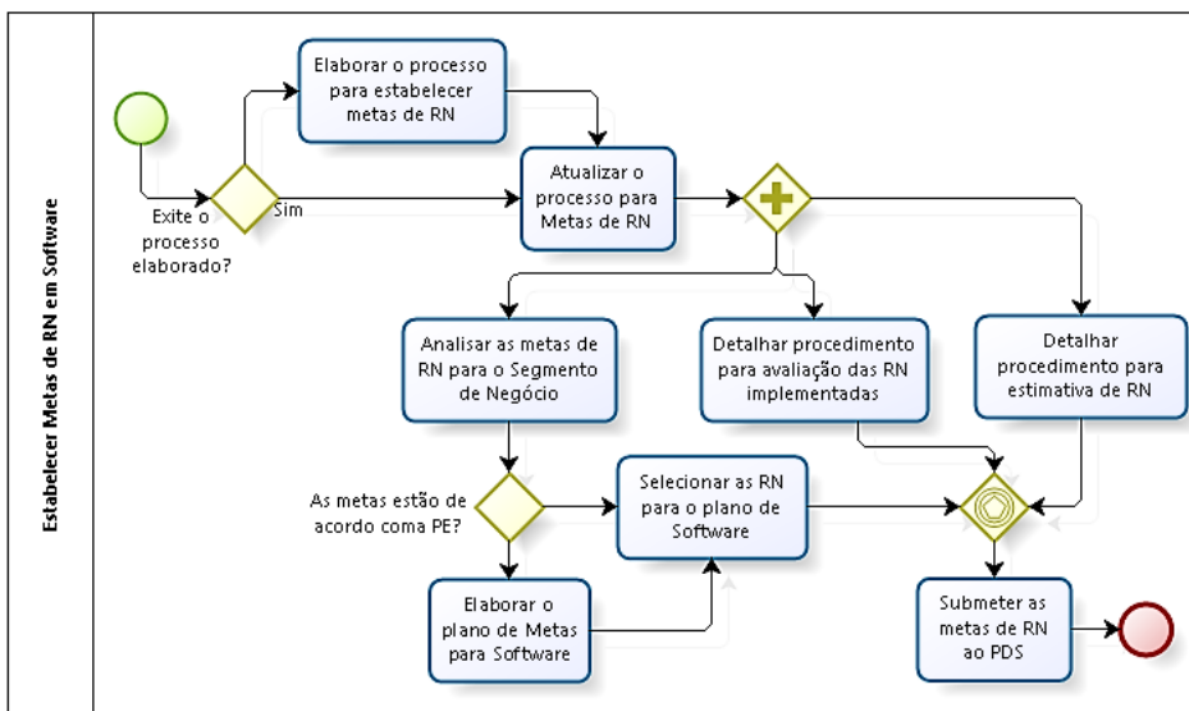 Estabelecer Metas de RN em Software
Elaborar o processo
para estabelecer
metas de RN
Exite o
processo
elaborado?
Sim
Atualizar o
processo para
Metas de RN
Analisar as metas de
RN para o Segmento
de Negócio
Detalhar procedimento
para avaliação das RN
implementadas
Detalhar
procedimento para
estimativa de RN
As metas estão de
acordo coma PE?
Selecionar as RN
para o plano de
Software
Elaborar o
plano de Metas
para Software
Submeter as
metas de RN
ao PDS